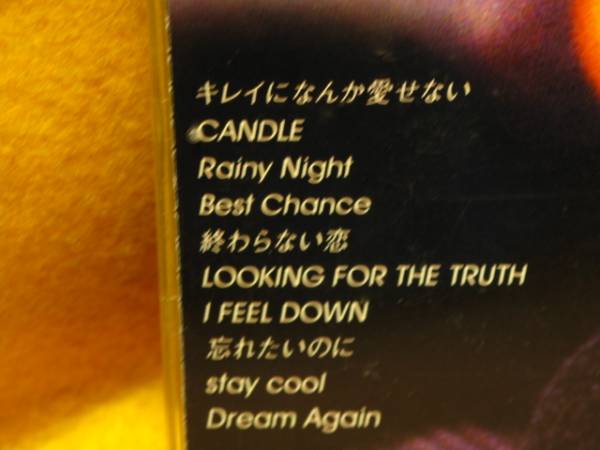 キレイになんか愛せない
CANDLE
Rainy Night
Best Chance
終わらない恋
LOOKING FOR THE TRUTH
I FEEL DOWN
忘れたいのに
stay cool
Dream Again